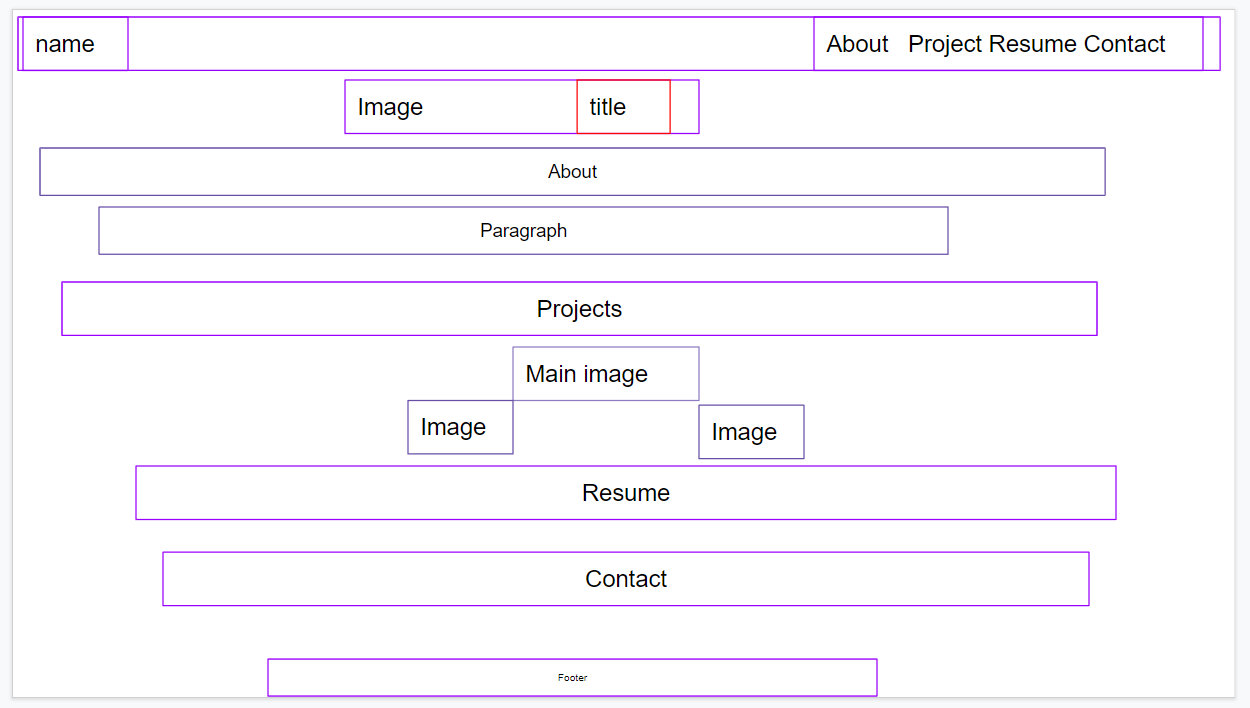 name
About Project Resume Contact
Image
title
About
Paragraph
Projects
Main image
Image
Image
Resume
Contact
Footer